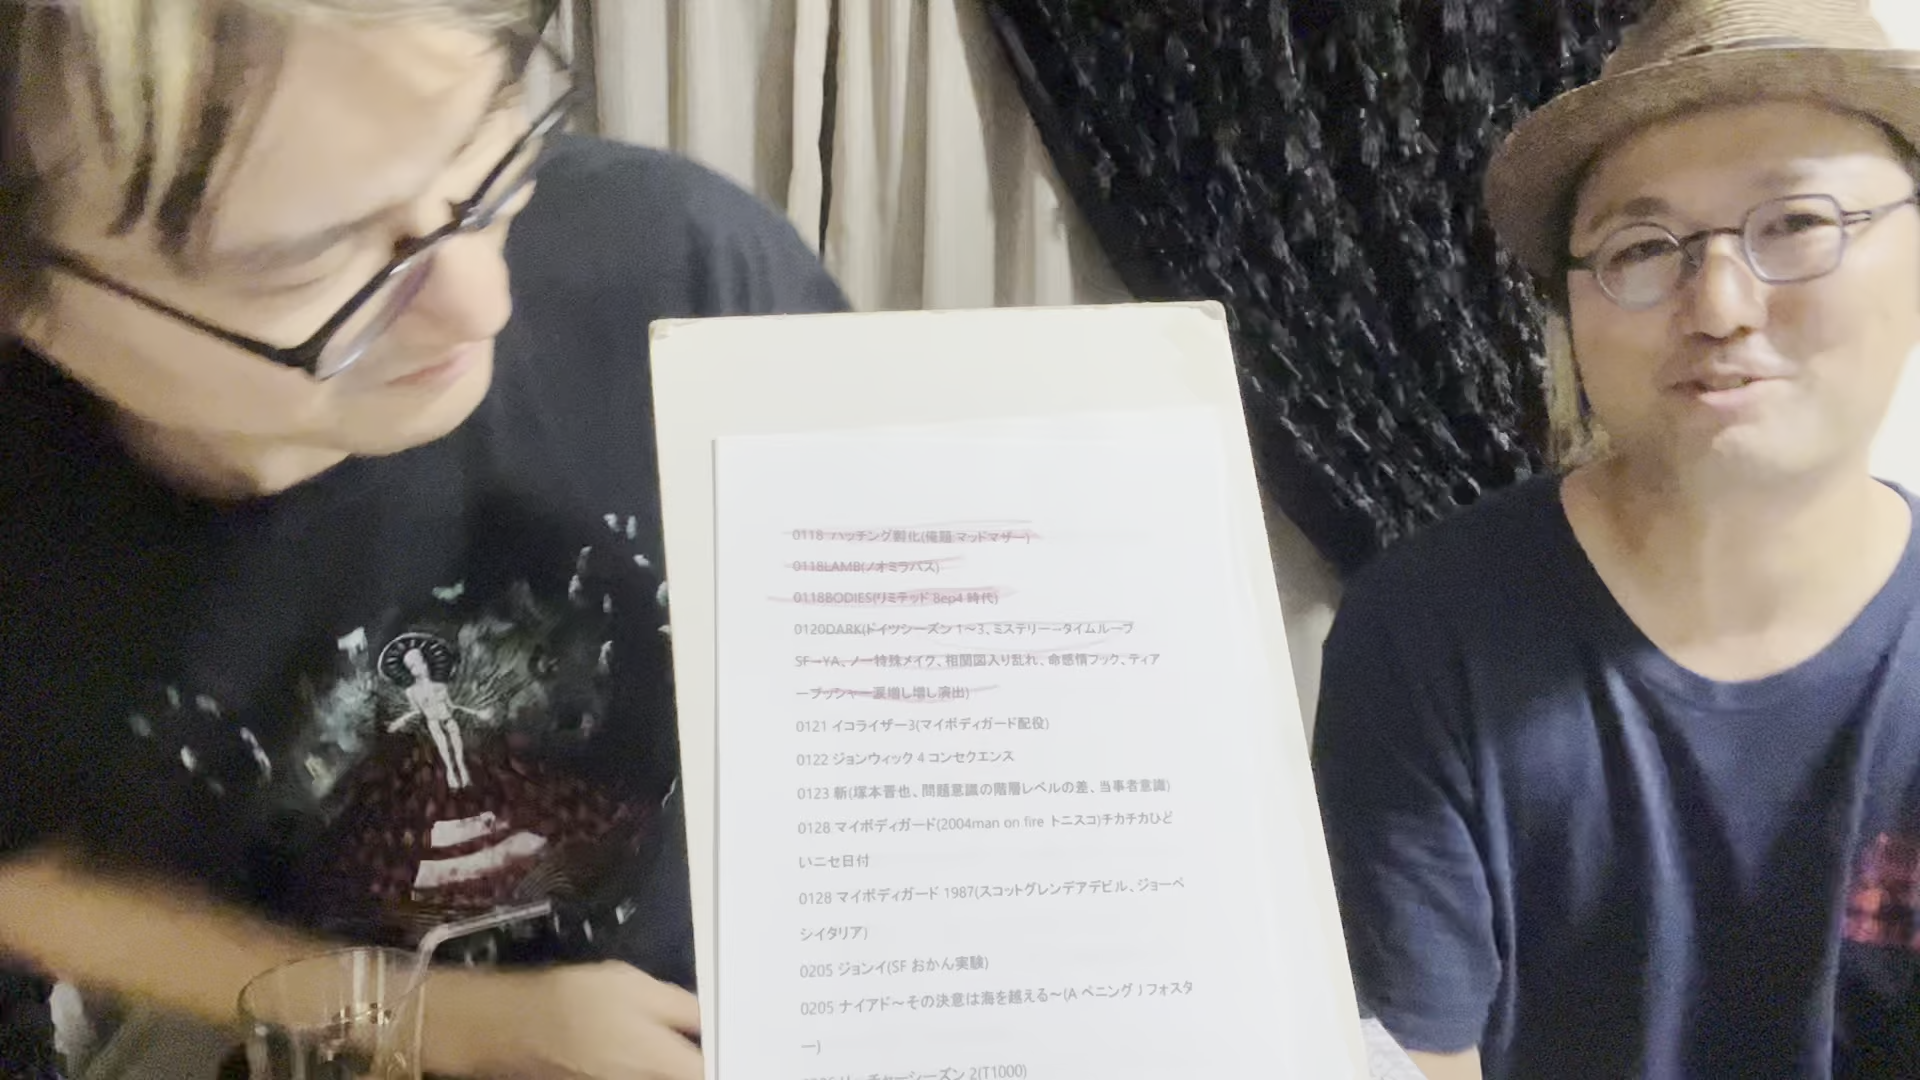 0118 ハッチング孵化(俺題 マッドマザー)
0118LAMB(ノオミラパス)
0118BODIES(リミテッド 8ep4 時代)
0120DARK(ドイツシーズン 1～3、ミステリー→タイムループ
SF→YA、ノー特殊メイク、相関図入り乱れ、命感情フック、ティア
ープッシャー涙増し増し演出)
0121 イコライザー3(マイボディガード配役)
0122 ジョンウィック 4 コンセクエンス
0123 斬(塚本晋也、問題意識の階層レベルの差、当事者意識)
0128 マイボディガード(2004man on fire トニスコ)チカチカひど
いニセ日付
0128 マイボディガード 1987(スコットグレンデアデビル、ジョーペ
シイタリア)
0205 ジョンイ(SF おかん実験)
0205 ナイアド～その決意は海を越える～(A ベニング J フォスタ
ー)
ーチャーシーズン 2(T1000)